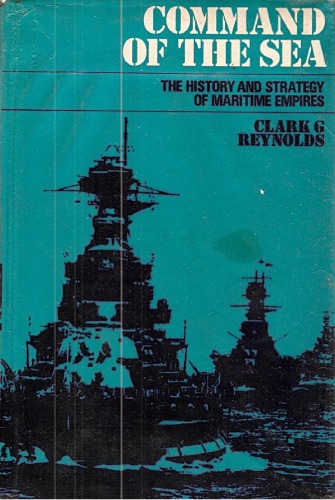 COMMAND
OF THE SEA
THE HISTORY AND STRATEGY
OF MARITIME EMPIRES
CLARK G
REYNOLDS